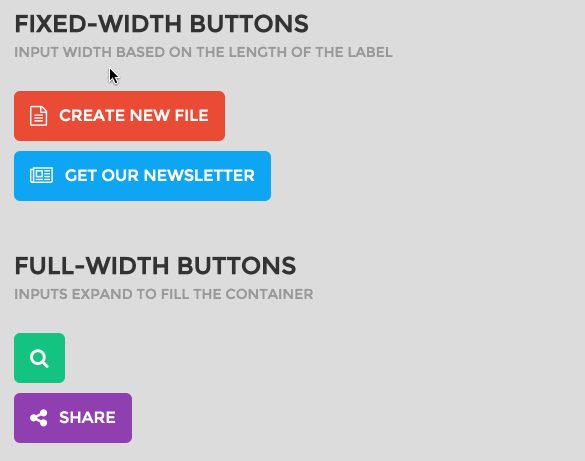 FIXED-WIDTH BUTTONS
INPUT WIDTH BASED ON THE LENGTH OF THE LABEL
CREATE NEW FILE
GET OUR NEWSLETTER
FULL-WIDTH BUTTONS
INPUTS EXPAND TO FILL THE CONTAINER
SHARE